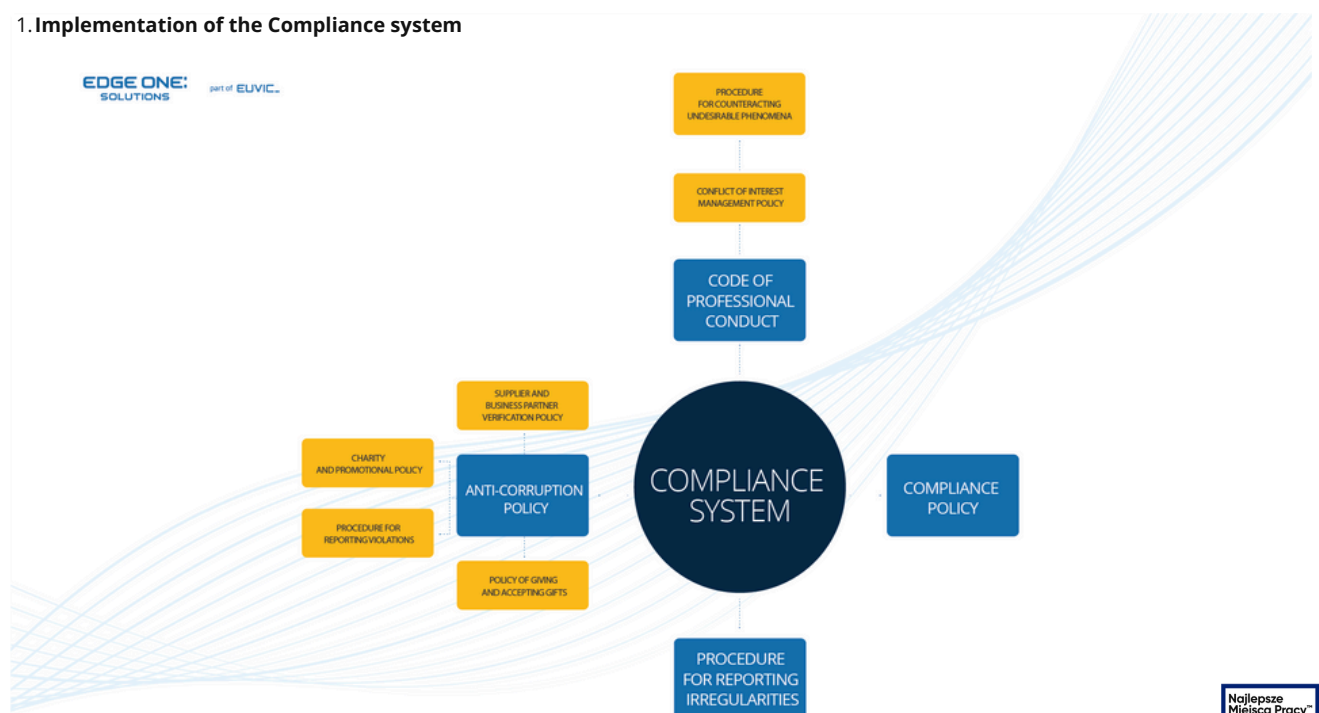 1. Implementation of the Compliance system
EDGE ONE:
SOLUTIONS
part of EUVIC_
PROCEDURE
FOR COUNTERACTING
UNDESIRABLE PHENOMENA
CONFLICT OF INTEREST
MANAGEMENT POLICY
CODE OF
PROFESSIONAL
CONDUCT
SUPPLIER AND
BUSINESS PARTNER
VERIFICATION POLICY
CHARITY
AND PROMOTIONAL POLICY
ANTI-CORRUPTION
POLICY
PROCEDURE FOR
REPORTING VIOLATIONS
POLICY OF GIVING
AND ACCEPTING GIFTS
COMPLIANCE
SYSTEM
COMPLIANCE
POLICY
PROCEDURE
FOR REPORTING
IRREGULARITIES
Najlepsze
Miejsca Pracy™